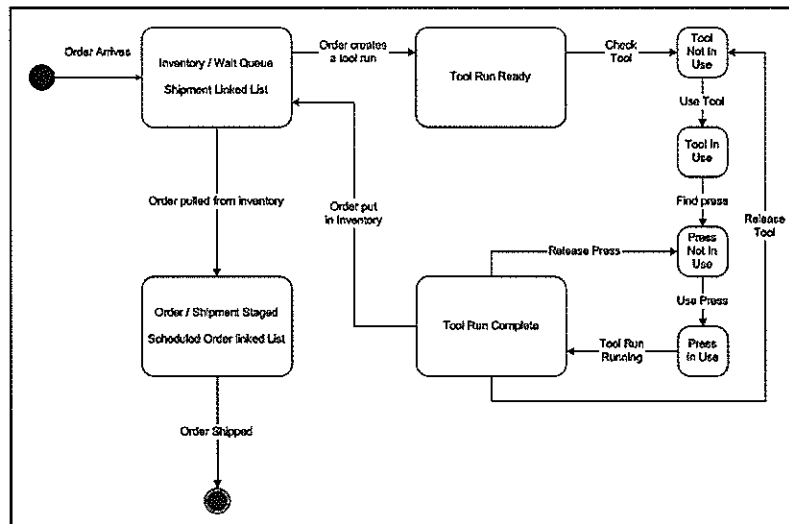 Order Arrives
Inventory / Wait Queue
Shipment Linked List
Order creates
a tool run
Tool Run Ready
Check
Tool
Tool
Not In
Use
Use Tool
Tool In
Use
Find press
Press
Not In
Use
Use Press
Press
In Use
Tool Run
Running
Tool Run Complete
Release Press
Release
Tool
Order put
in Inventory
Order pulled from inventory
Order / Shipment Staged
Scheduled Order linked List
Order Shipped